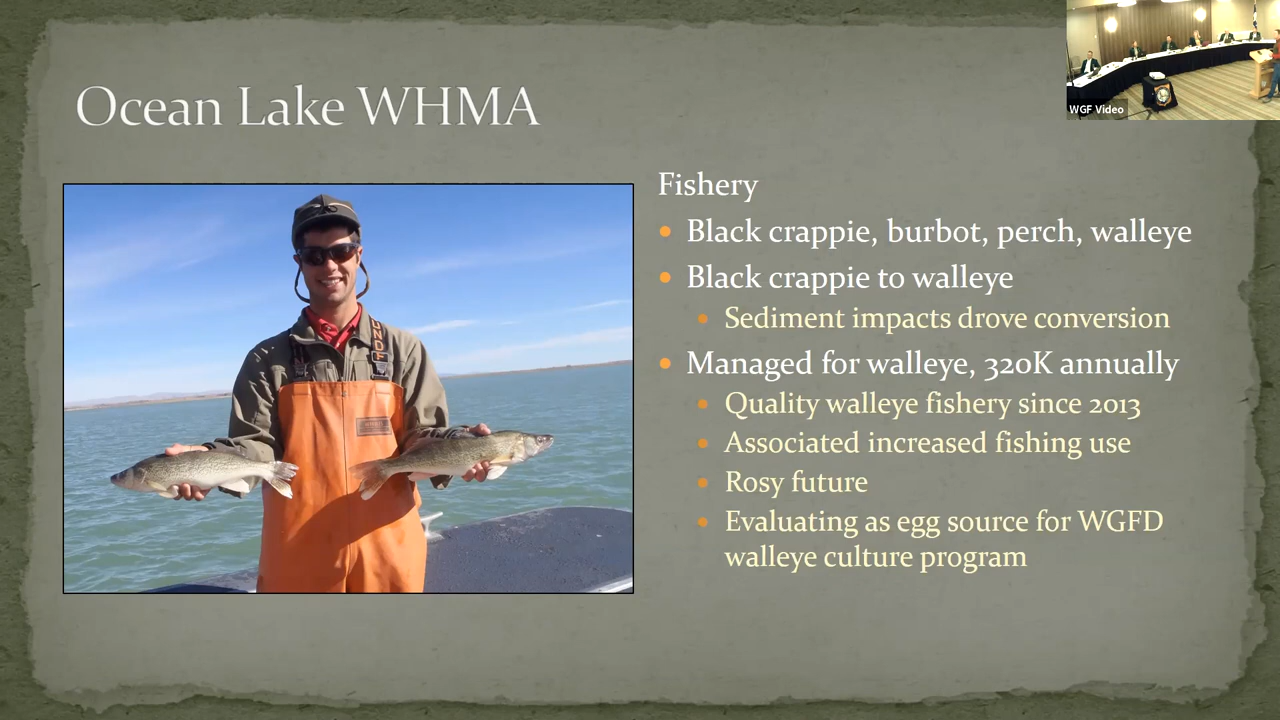 Ocean Lake WHMA
WGF Video
Fishery
Black crappie, burbot, perch, walleye
Black crappie to walleye
Sediment impacts drove conversion
Managed for walleye, 320K annually
Quality walleye fishery since 2013
Associated increased fishing use
Rosy future
Evaluating as egg source for WGFD
walleye culture program